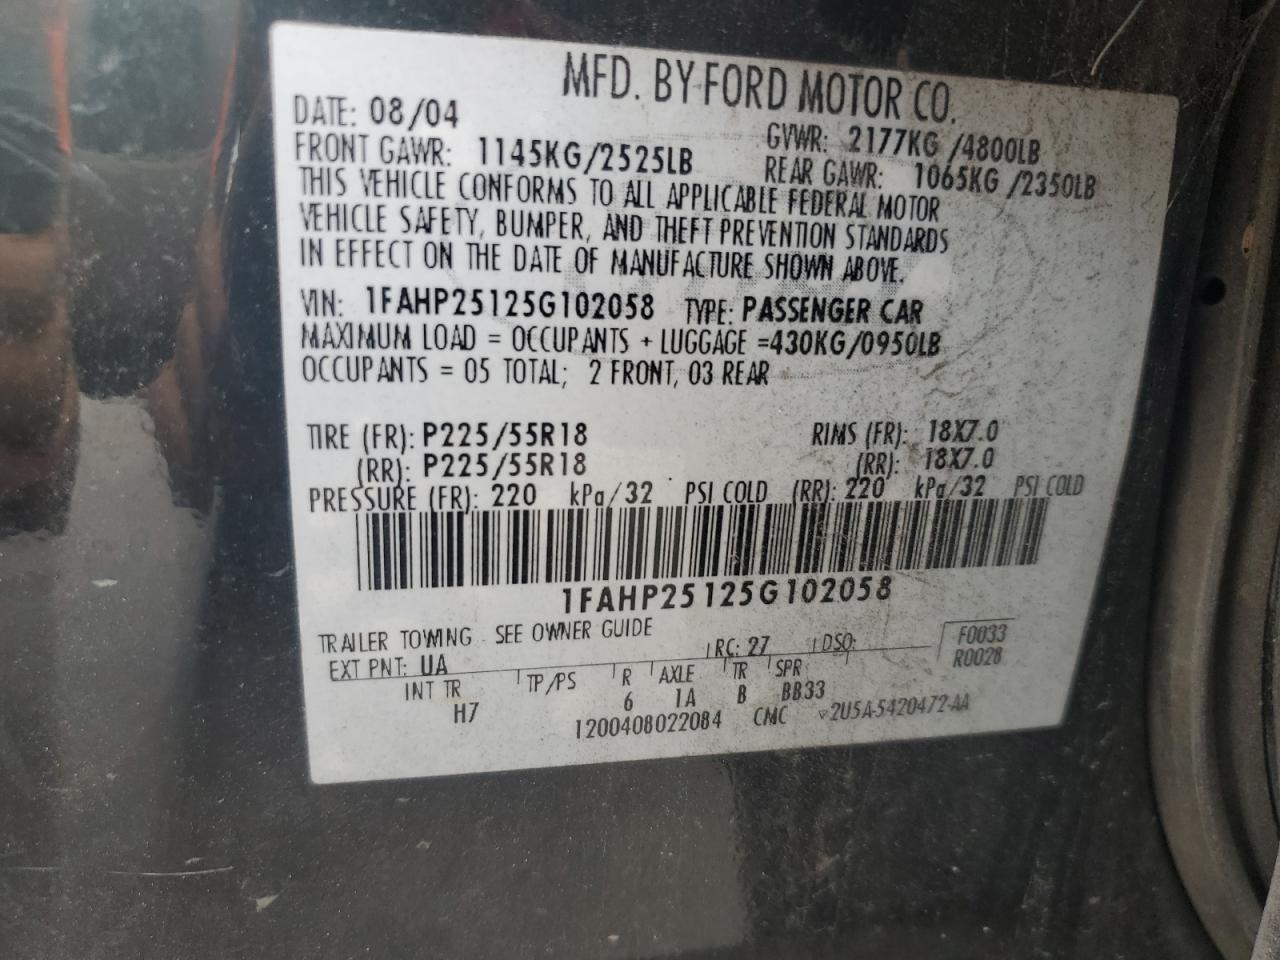 MFD. BY FORD MOTOR CO.
DATE: 08/04 GVWR: 2177KG /4800LB
FRONT GAWR: 1145KG/2525LB REAR GAWR: 1065KG /2350LB
THIS VEHICLE CONFORMS TO ALL APPLICABLE FEDERAL MOTOR
VEHICLE SAFETY, BUMPER, AND THEFT PREVENTION STANDARDS
IN EFFECT ON THE DATE OF MANUFACTURE SHOWN ABOVE.
VIN: 1FAHP25125G102058 TYPE: PASSENGER CAR
MAXIMUM LOAD = OCCUPANTS + LUGGAGE =430KG/0950LB
OCCUPANTS = 05 TOTAL; 2 FRONT, 03 REAR
TIRE (FR): P225/55R18 RIMS (FR): 18X7.0
(RR): P225/55R18 (RR): 18X7.0
PRESSURE (FR): 220 kPa/32 PSI COLD (RR): 220 kPa/32 PSI COLD
1FAHP25125G102058
TRAILER TOWING - SEE OWNER GUIDE
EXT PNT: UA RC: 27 DSO: F0033
R0028
INT TR TP/PS R AXLE TR SPR
H7 6 1A B BB33
1200408022084 CMC 2U5A-5420472-AA